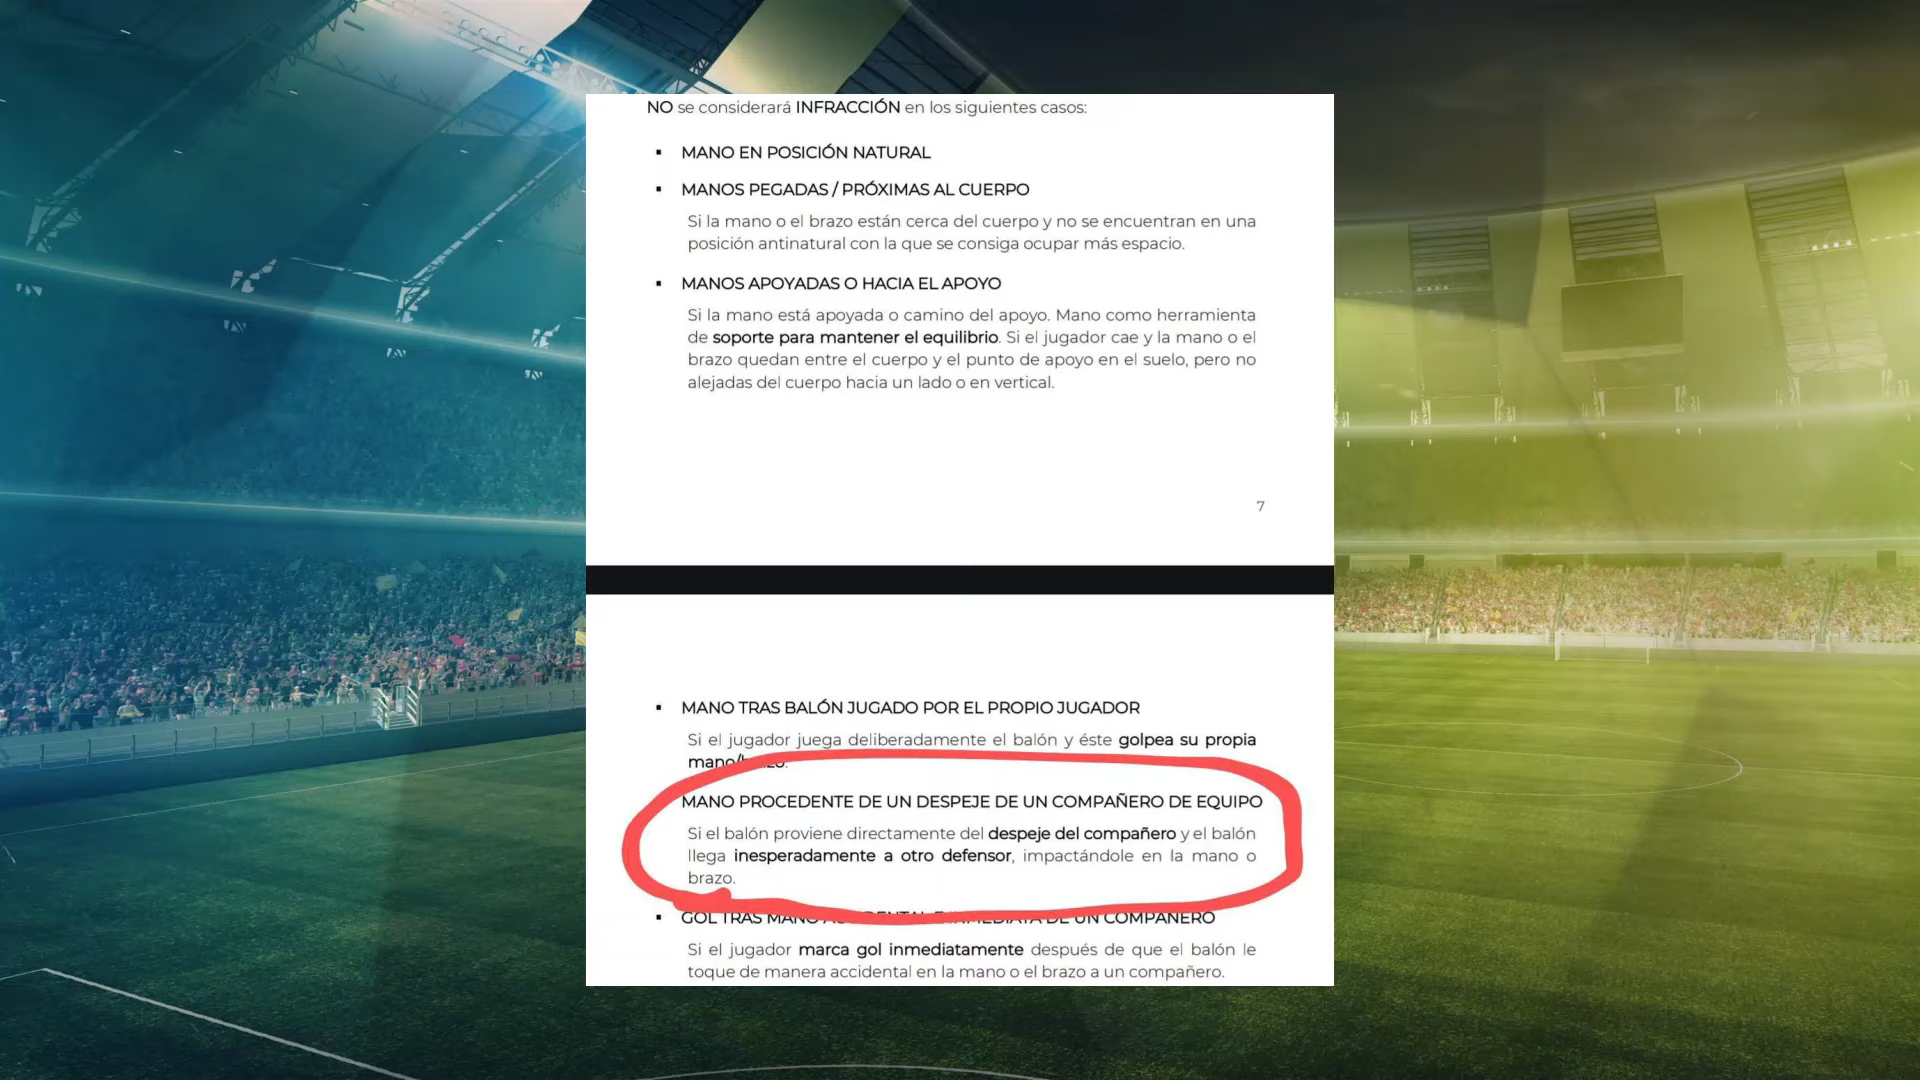 NO se considerará INFRACCIÓN en los siguientes casos:
▪ MANO EN POSICIÓN NATURAL
▪ MANOS PEGADAS / PRÓXIMAS AL CUERPO
Si la mano o el brazo están cerca del cuerpo y no se encuentran en una
posición antinatural con la que se consiga ocupar más espacio.
▪ MANOS APOYADAS O HACIA EL APOYO
Si la mano está apoyada o camino del apoyo. Mano como herramienta
de soporte para mantener el equilibrio. Si el jugador cae y la mano o el
brazo quedan entre el cuerpo y el punto de apoyo en el suelo, pero no
alejadas del cuerpo hacia un lado o en vertical.
7
▪ MANO TRAS BALÓN JUGADO POR EL PROPIO JUGADOR
Si el jugador juega deliberadamente el balón y éste golpea su propia
mano/brazo.
MANO PROCEDENTE DE UN DESPEJE DE UN COMPAÑERO DE EQUIPO
Si el balón proviene directamente del despeje del compañero y el balón
llega inesperadamente a otro defensor, impactándole en la mano o
brazo.
▪ GOL TRAS MANO ACCIDENTAL E INMEDIATA DE UN COMPAÑERO
Si el jugador marca gol inmediatamente después de que el balón le
toque de manera accidental en la mano o el brazo a un compañero.